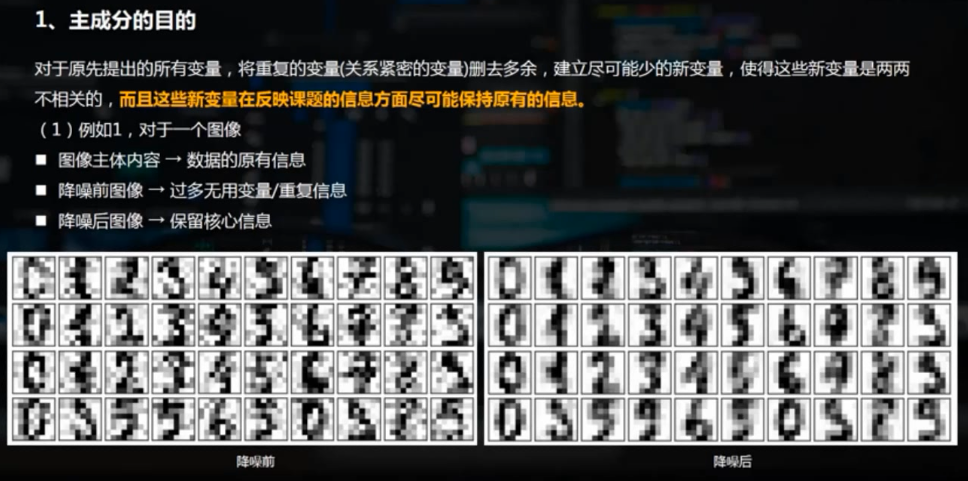 1、主成分的目的
对于原先提出的所有变量，将重复的变量(关系紧密的变量)删去多余，建立尽可能少的新变量，使得这些新变量是两两
不相关的，而且这些新变量在反映课题的信息方面尽可能保持原有的信息。
（1）例如1，对于一个图像
■ 图像主体内容 → 数据的原有信息
■ 降噪前图像 → 过多无用变量/重复信息
■ 降噪后图像 → 保留核心信息
降噪前
降噪后